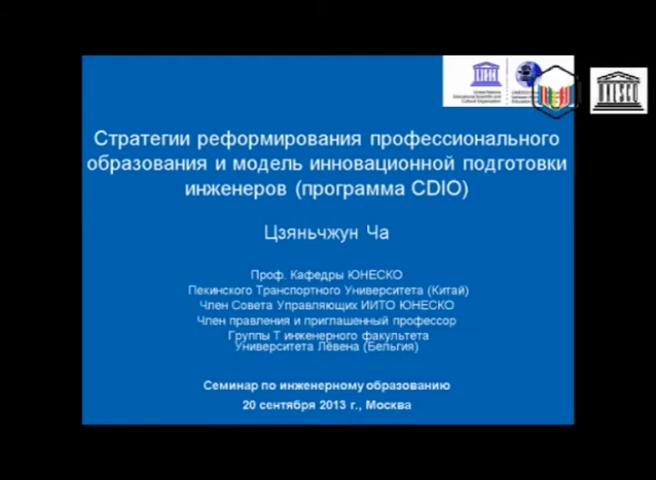 Стратегии реформирования профессионального
образования и модель инновационной подготовки
инженеров (программа CDIO)
Цзяньчжун Ча
Проф. Кафедры ЮНЕСКО
Пекинского Транспортного Университета (Китай)
Член Совета Управляющих ИИТО ЮНЕСКО
Член правления и приглашенный профессор
Группы Т инженерного факультета
Университета Лёвена (Бельгия)
Семинар по инженерному образованию
20 сентября 2013 г., Москва